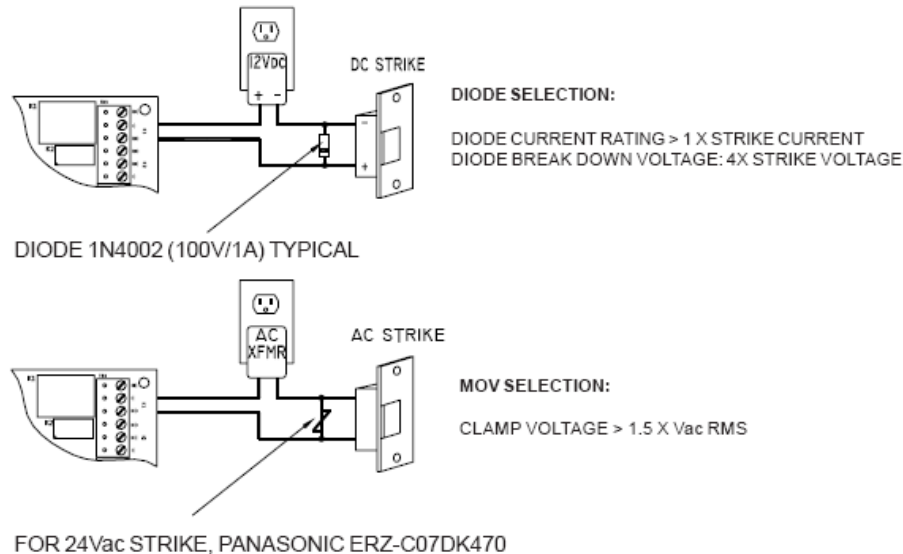 12Vdc
+ -
DC STRIKE
-
+
DIODE SELECTION:
DIODE CURRENT RATING > 1 X STRIKE CURRENT
DIODE BREAK DOWN VOLTAGE: 4X STRIKE VOLTAGE
DIODE 1N4002 (100V/1A) TYPICAL
AC
XFMR
AC STRIKE
MOV SELECTION:
CLAMP VOLTAGE > 1.5 X Vac RMS
FOR 24Vac STRIKE, PANASONIC ERZ-C07DK470